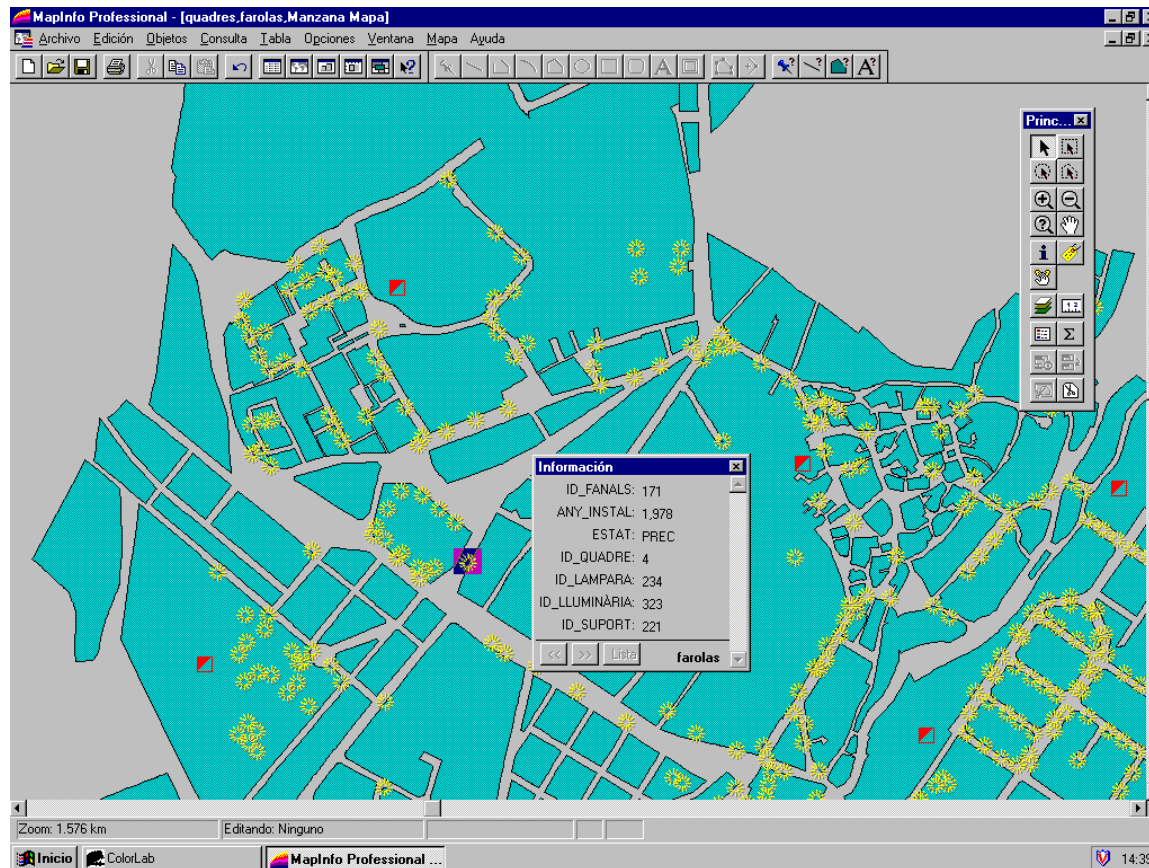 MapInfo Professional - [quadres,farolas,Manzana Mapa]
Archivo Edición Objetos Consulta Tabla Opciones Ventana Mapa Ayuda
Princ...
Información
ID_FANALS: 171
ANY_INSTAL: 1,978
ESTAT: PREC
ID_QUADRE: 4
ID_LAMPARA: 234
ID_LLUMINÀRIA: 323
ID_SUPORT: 221
<< >> Lista farolas
Zoom: 1.576 km Editando: Ninguno
Inicio ColorLab MapInfo Professional ... 14:39